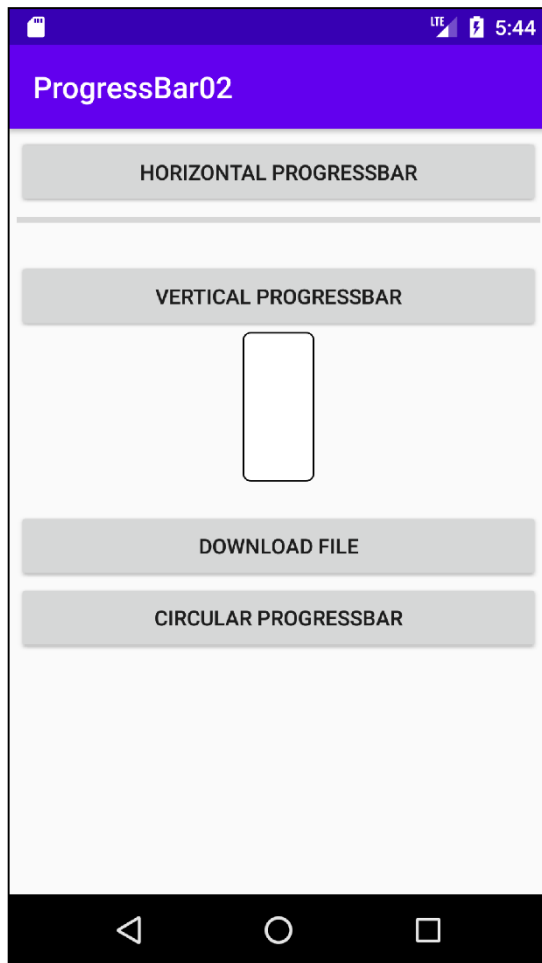 LTE 5:44
ProgressBar02
HORIZONTAL PROGRESSBAR
VERTICAL PROGRESSBAR
DOWNLOAD FILE
CIRCULAR PROGRESSBAR